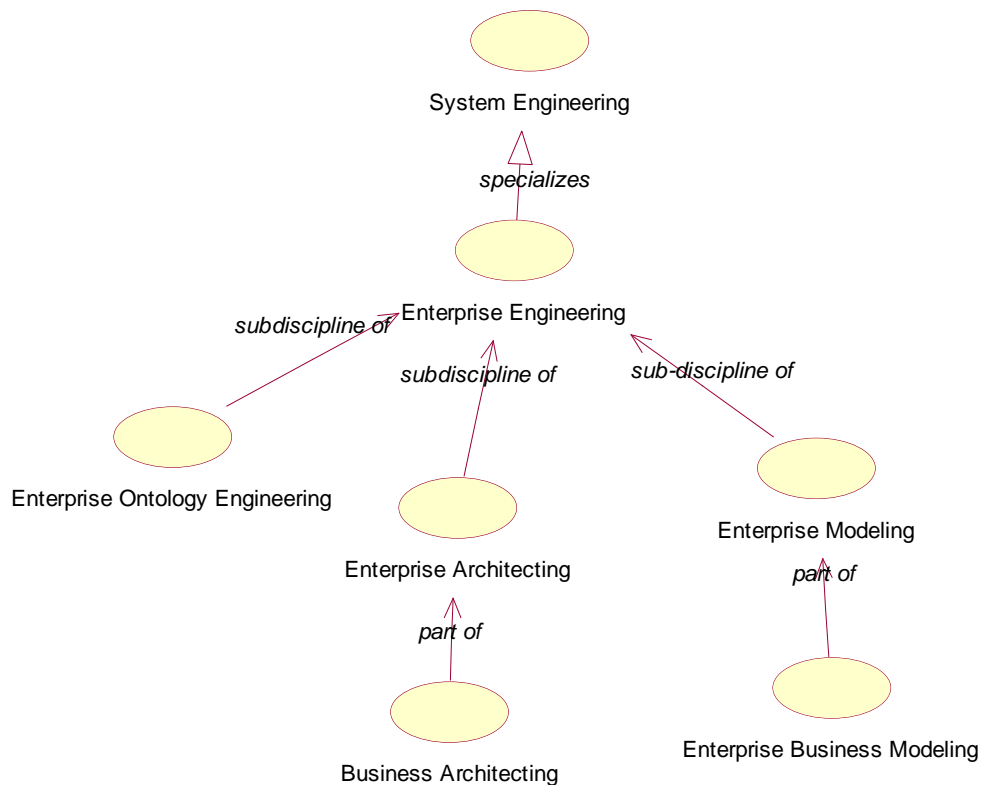 System Engineering
specializes
Enterprise Engineering
subdiscipline of
subdiscipline of
sub-discipline of
Enterprise Ontology Engineering
Enterprise Modeling
Enterprise Architecting
part of
part of
Enterprise Business Modeling
Business Architecting